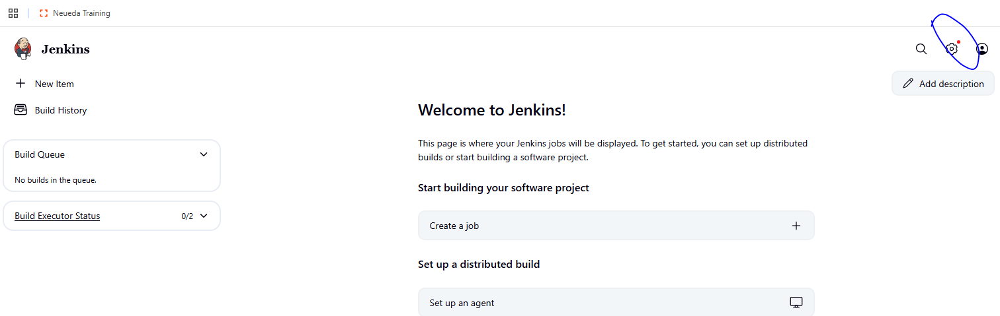 Neueda Training
Jenkins
New Item
Add description
Build History
Welcome to Jenkins!
This page is where your Jenkins jobs will be displayed. To get started, you can set up distributed
builds or start building a software project.
Build Queue
No builds in the queue.
Start building your software project
Build Executor Status 0/2
Create a job
Set up a distributed build
Set up an agent